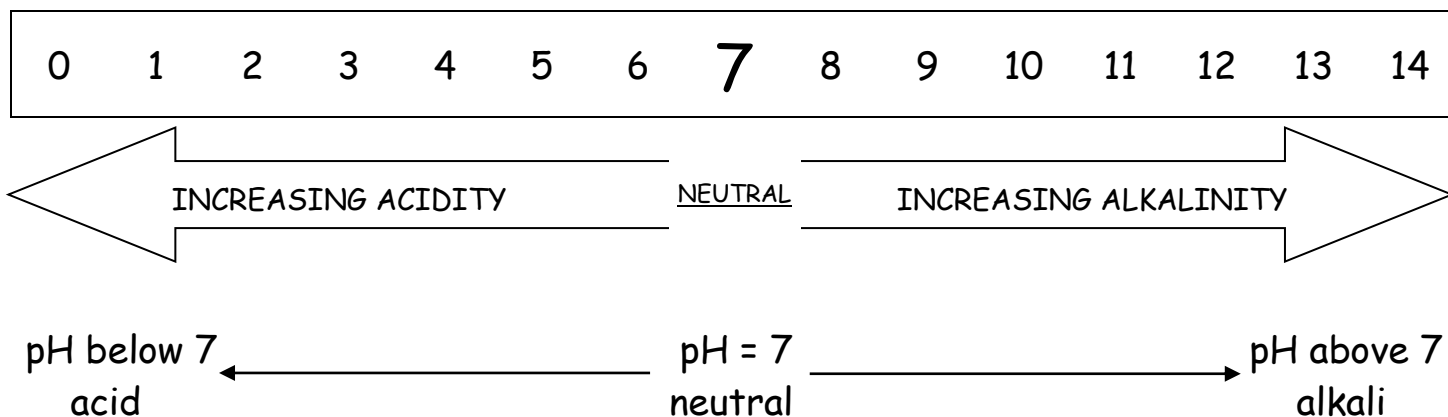 0 1 2 3 4 5 6 7 8 9 10 11 12 13 14
INCREASING ACIDITY NEUTRAL INCREASING ALKALINITY
pH below 7 pH = 7 pH above 7
acid neutral alkali